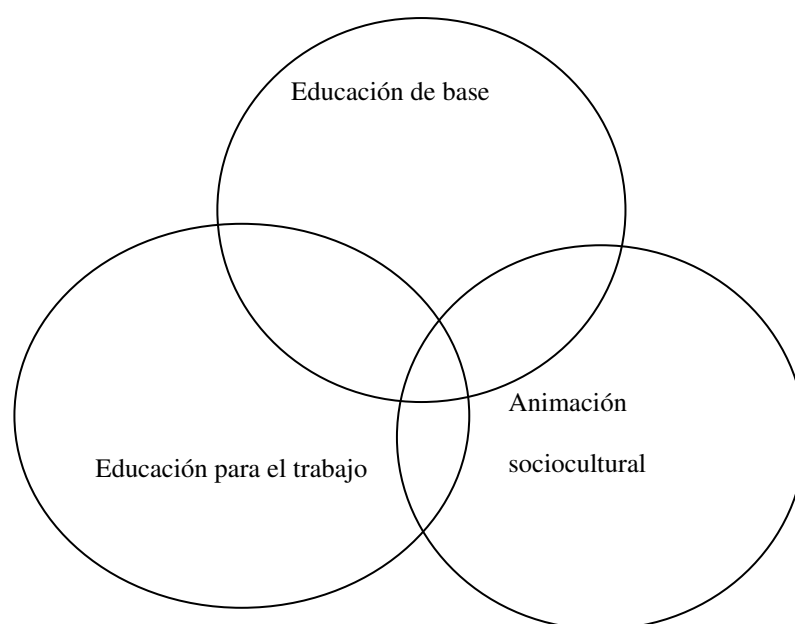 Educación de base
Animación
sociocultural
Educación para el trabajo